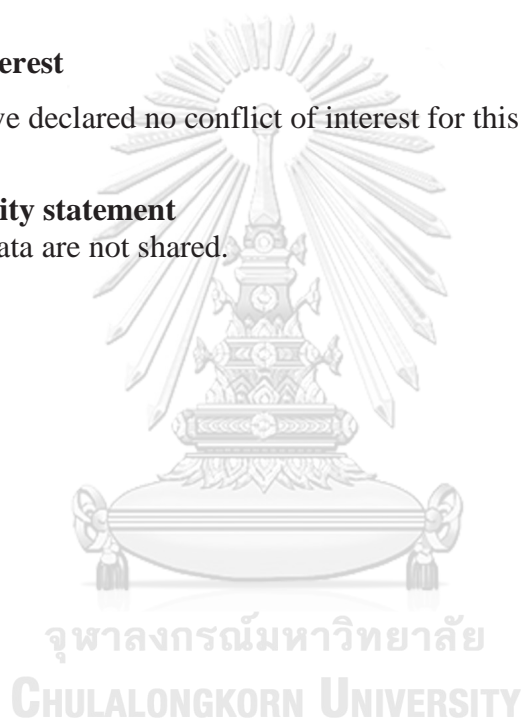 erest
ve declared no conflict of interest for this
ity statement
ata are not shared.
จุฬาลงกรณ์มหาวิทยาลัย
CHULALONGKORN UNIVERSITY